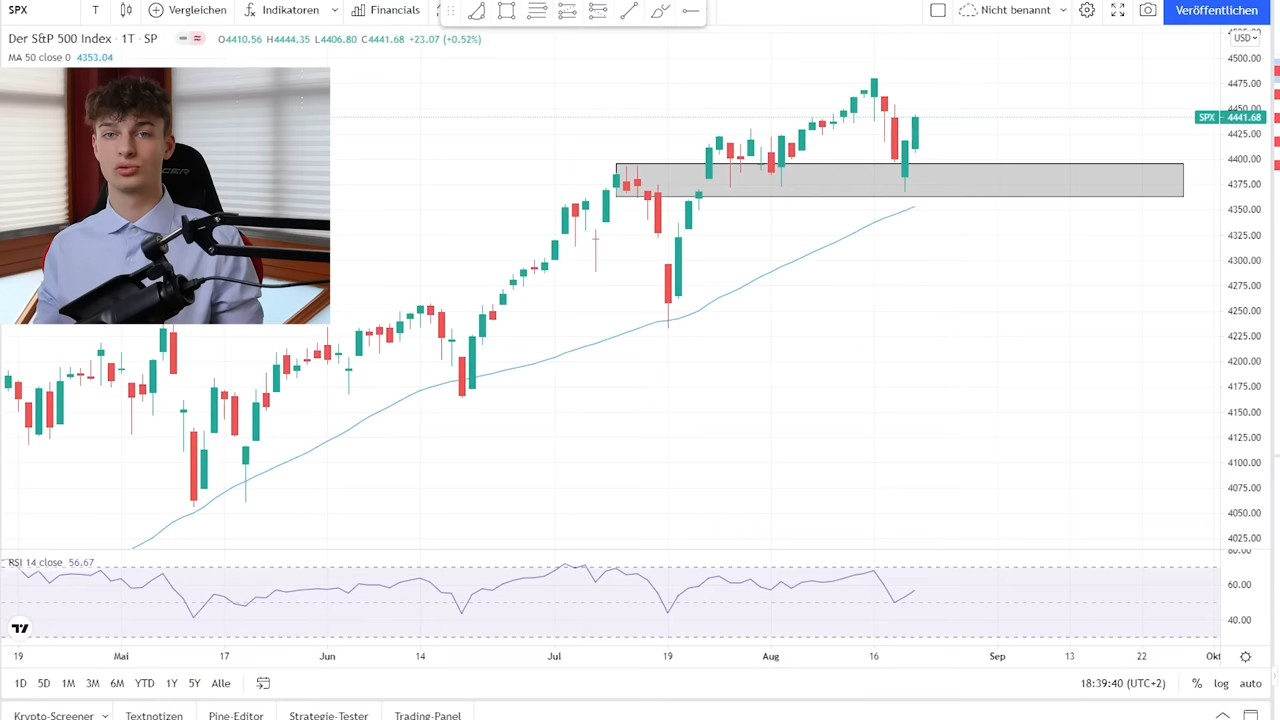 SPX T Vergleichen Indikatoren Financials Nicht benannt Veröffentlichen
Der S&P 500 Index · 1T · SP O4410.56 H4444.35 L4406.80 C4441.68 +23.07 (+0.52%)
USD
MA 50 close 0 4353.04
4500.00
4475.00
4450.00
SPX 4441.68
4425.00
4400.00
4375.00
4350.00
4325.00
4300.00
4275.00
4250.00
4225.00
4200.00
4175.00
4150.00
4125.00
4100.00
4075.00
4050.00
4025.00
RSI 14 close 56.67
80.00
60.00
40.00
19 Mai 17 Jun 14 Jul 19 Aug 16 Sep 13 22 Okt
1D 5D 1M 3M 6M YTD 1Y 5Y Alle 18:39:40 (UTC+2) % log auto
Krypto-Screener Textnotizen Pine-Editor Strategie-Tester Trading-Panel